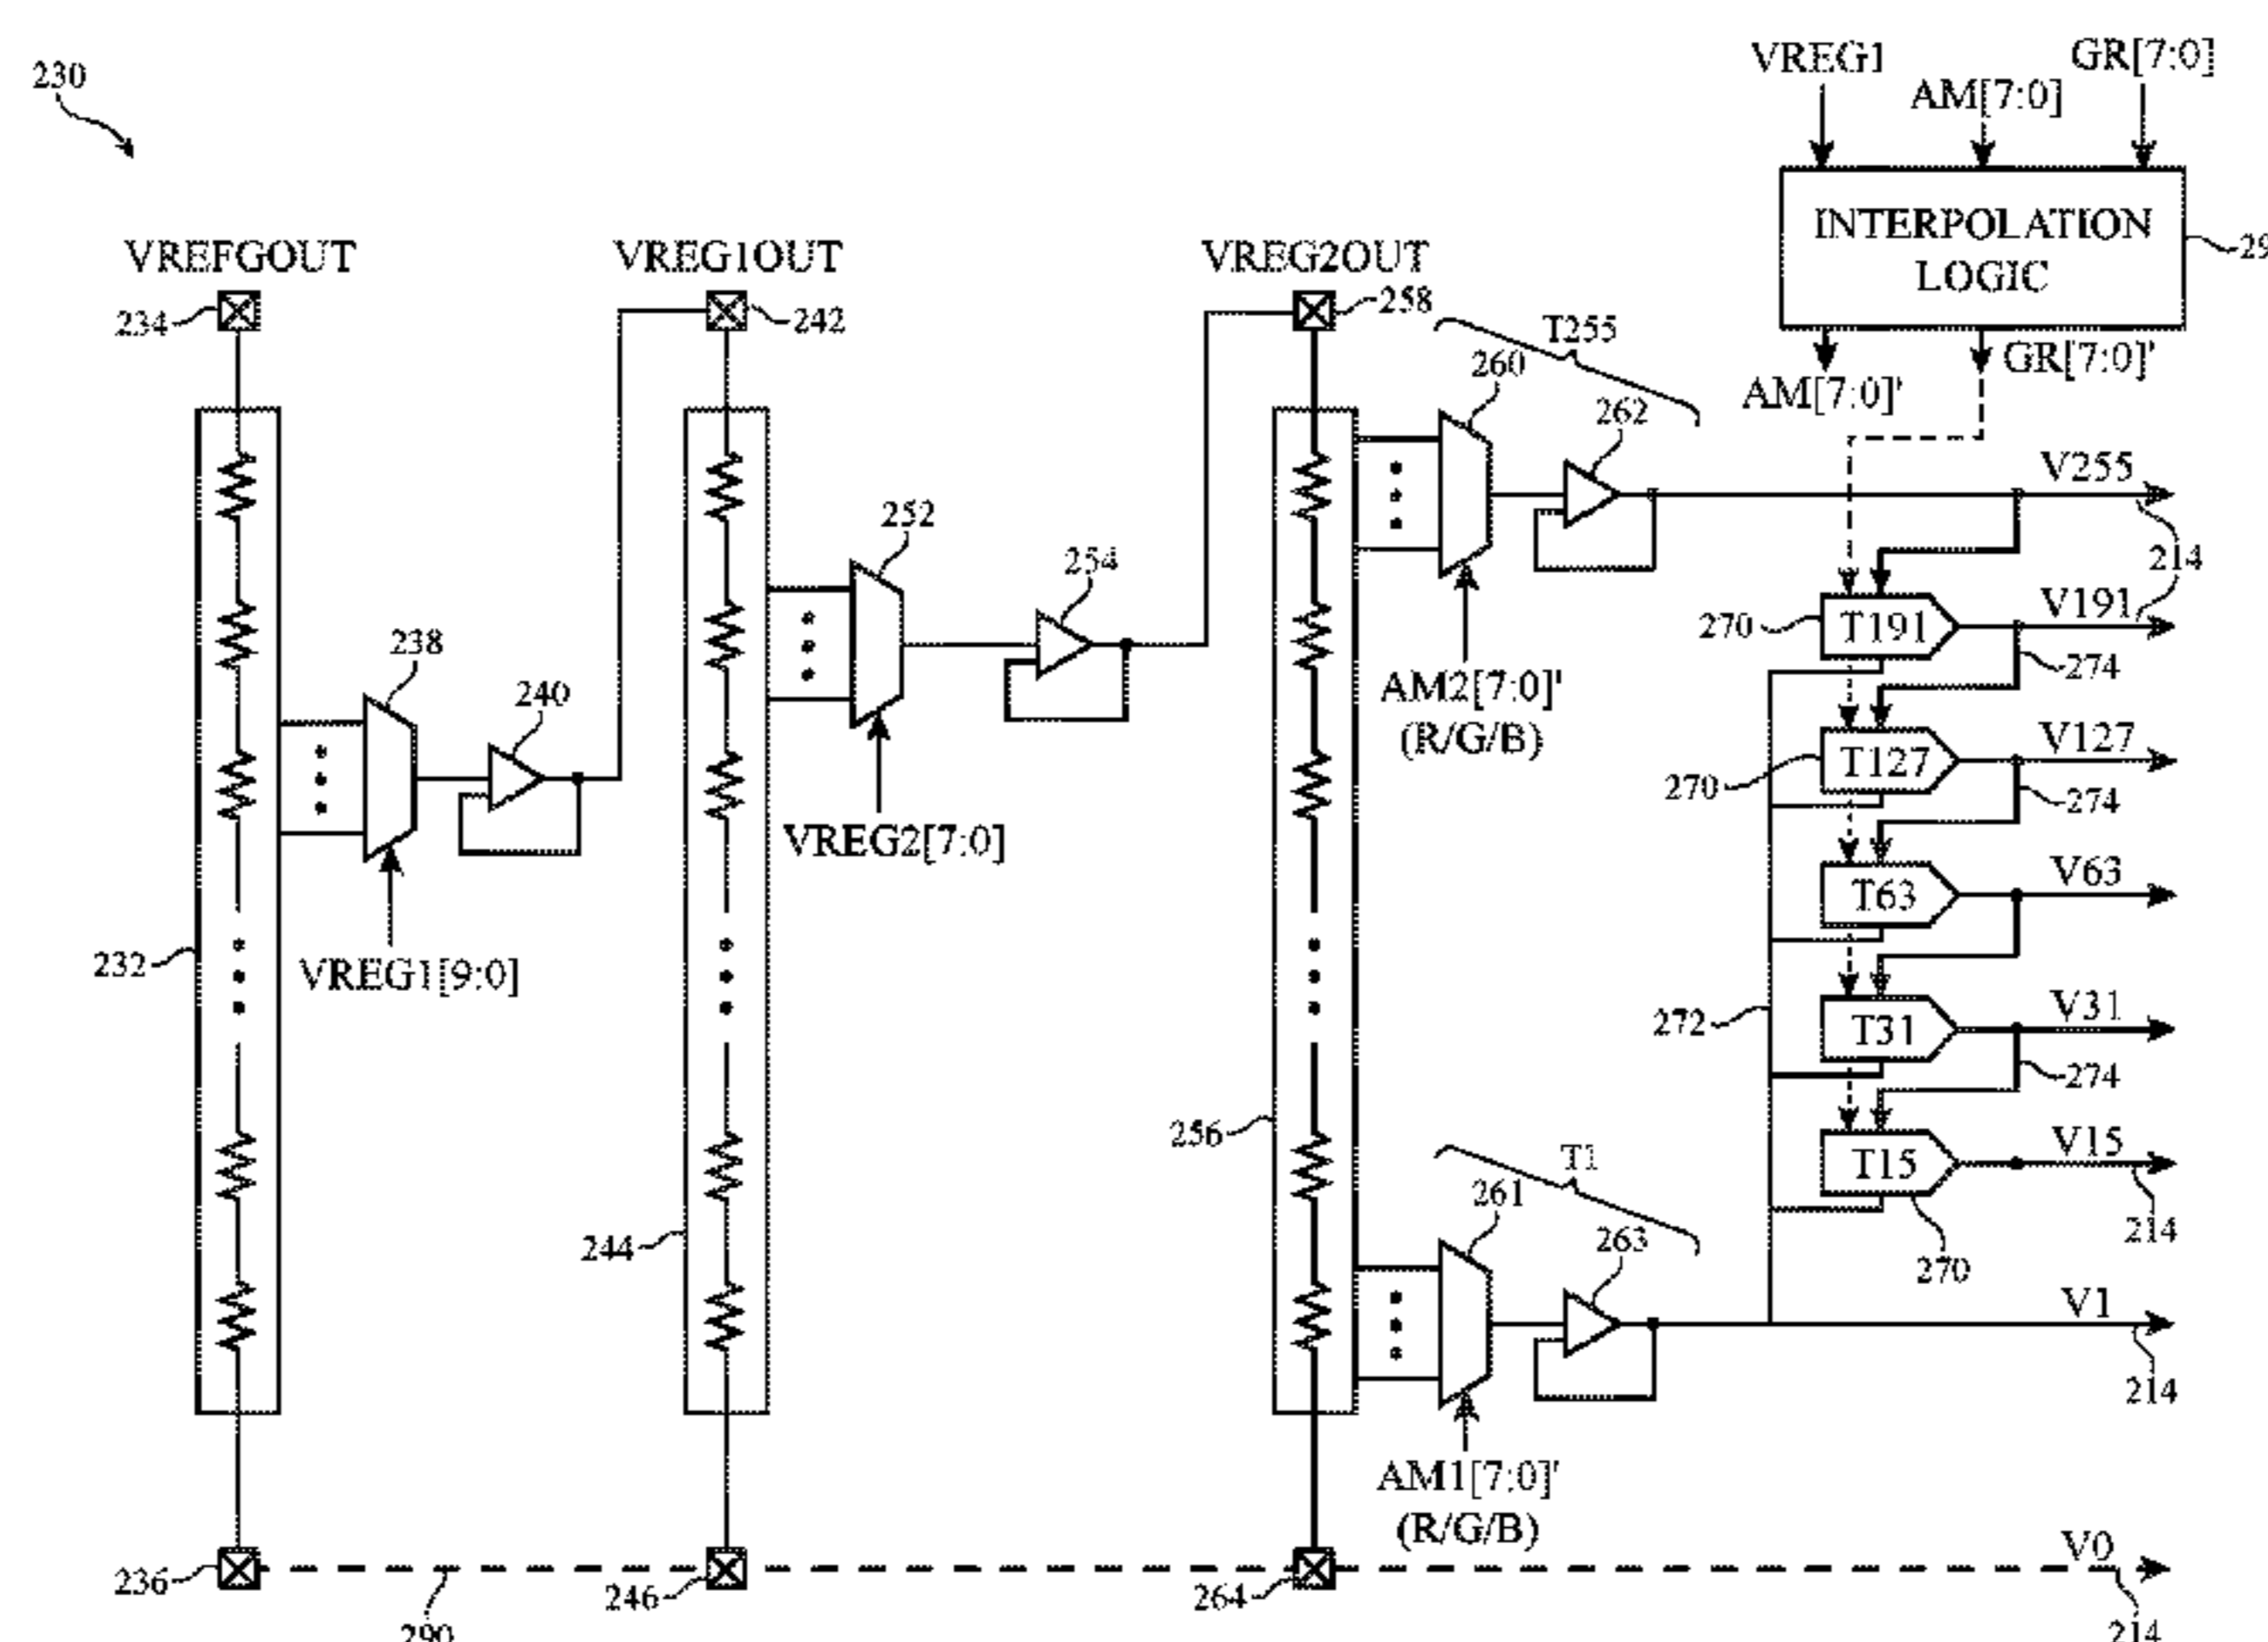 230
VREG1
GR[7:0]
AM[7:0]
INTERPOLATION
LOGIC
VREFGOUT
VREG1OUT
VREG2OUT
234
242
258
T255
260
262
AM[7:0]'
GR[7:0]'
V255
214
252
254
V191
T191
270
274
238
240
AM2[7:0]'
(R/G/B)
V127
T127
270
274
VREG2[7:0]
V63
T63
232
VREG1[9:0]
272
V31
T31
274
256
T1
V15
T15
261
263
244
214
270
V1
214
AM1[7:0]'
(R/G/B)
V0
236
246
264
290
214